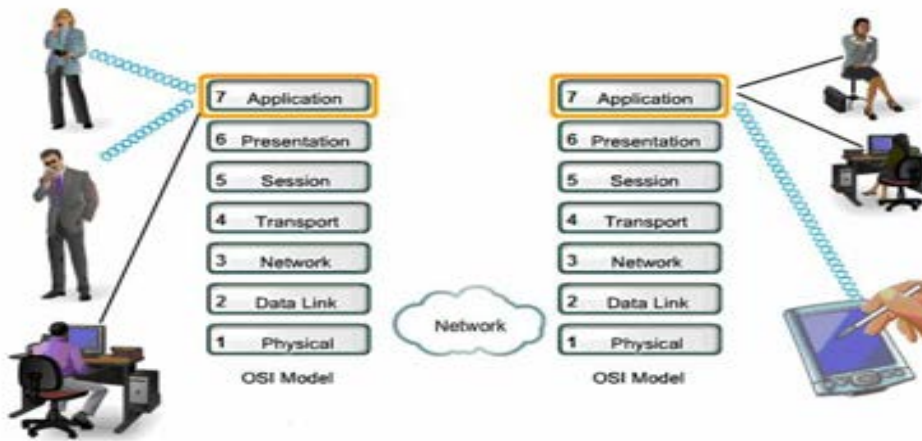 7 Application
6 Presentation
5 Session
4 Transport
3 Network
2 Data Link
1 Physical
OSI Model
Network
7 Application
6 Presentation
5 Session
4 Transport
3 Network
2 Data Link
1 Physical
OSI Model